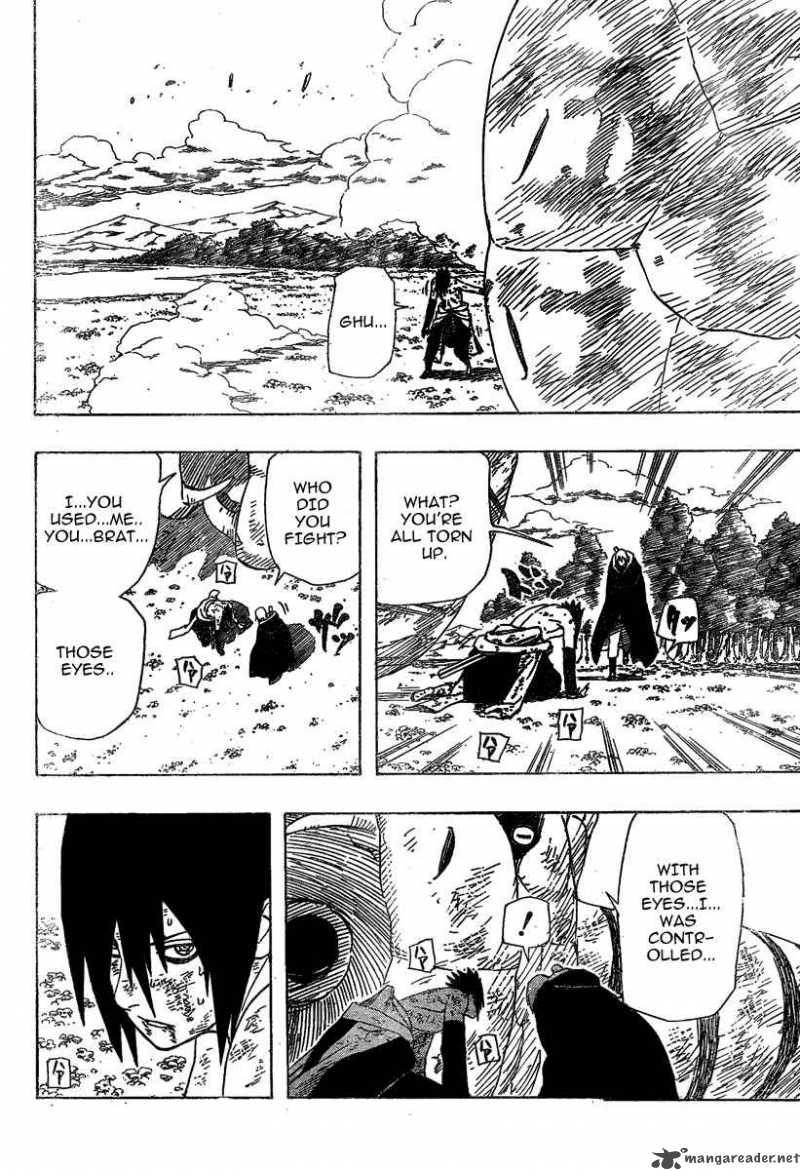 GHU...
WHAT?
YOU'RE
ALL TORN
UP.
WHO
DID
YOU
FIGHT?
I...YOU
USED...ME..
YOU...BRAT...
THOSE
EYES..
WITH
THOSE
EYES...I...
WAS
CONTR-
OLLED...
!
mangareader.net